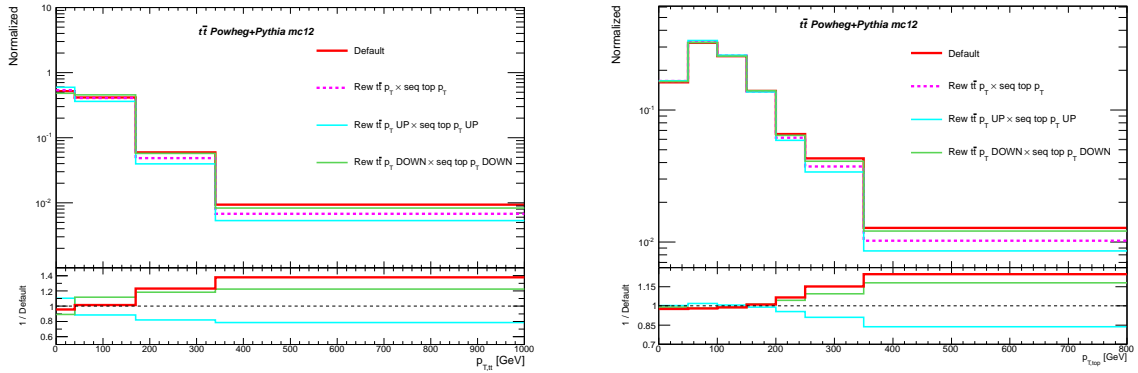 Normalized
tt̄ Powheg+Pythia mc12
Default
Rew tt̄ p_T × seq top p_T
Rew tt̄ p_T UP × seq top p_T UP
Rew tt̄ p_T DOWN × seq top p_T DOWN
10
1
10^-1
10^-2
1 / Default
1.4
1.2
1
0.8
0.6
0 100 200 300 400 500 600 700 800 900 1000
p_T,tt [GeV]
Normalized
tt̄ Powheg+Pythia mc12
Default
Rew tt̄ p_T × seq top p_T
Rew tt̄ p_T UP × seq top p_T UP
Rew tt̄ p_T DOWN × seq top p_T DOWN
10^-1
10^-2
1 / Default
1.15
1
0.85
0.7
0 100 200 300 400 500 600 700 800
p_T,top [GeV]